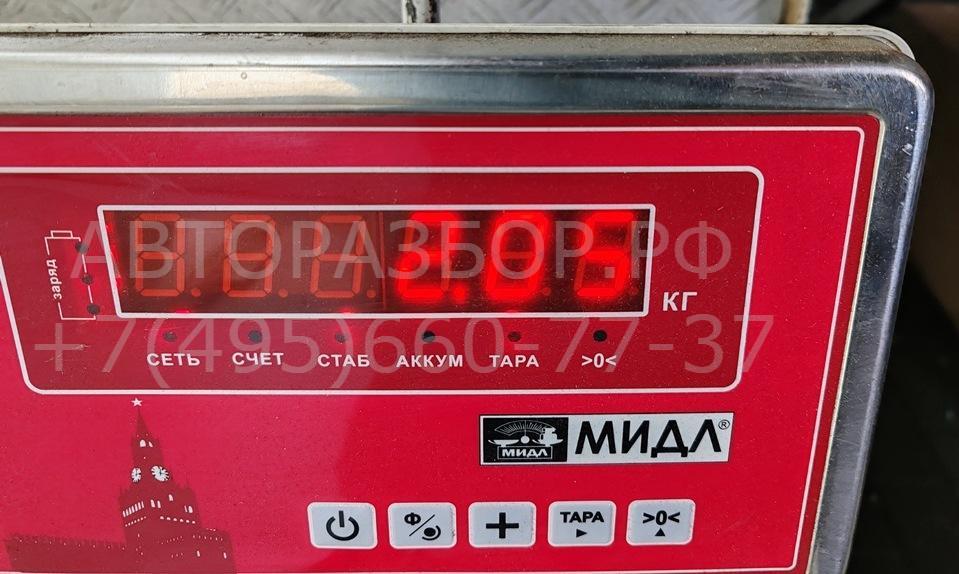 АВТОРАЗБОР.РФ
+7(495)660-77-37
заряд
2.06
КГ
СЕТЬ СЧЕТ СТАБ АККУМ ТАРА >0<
МИДЛ МИДЛ®
Ф ТАРА >0<